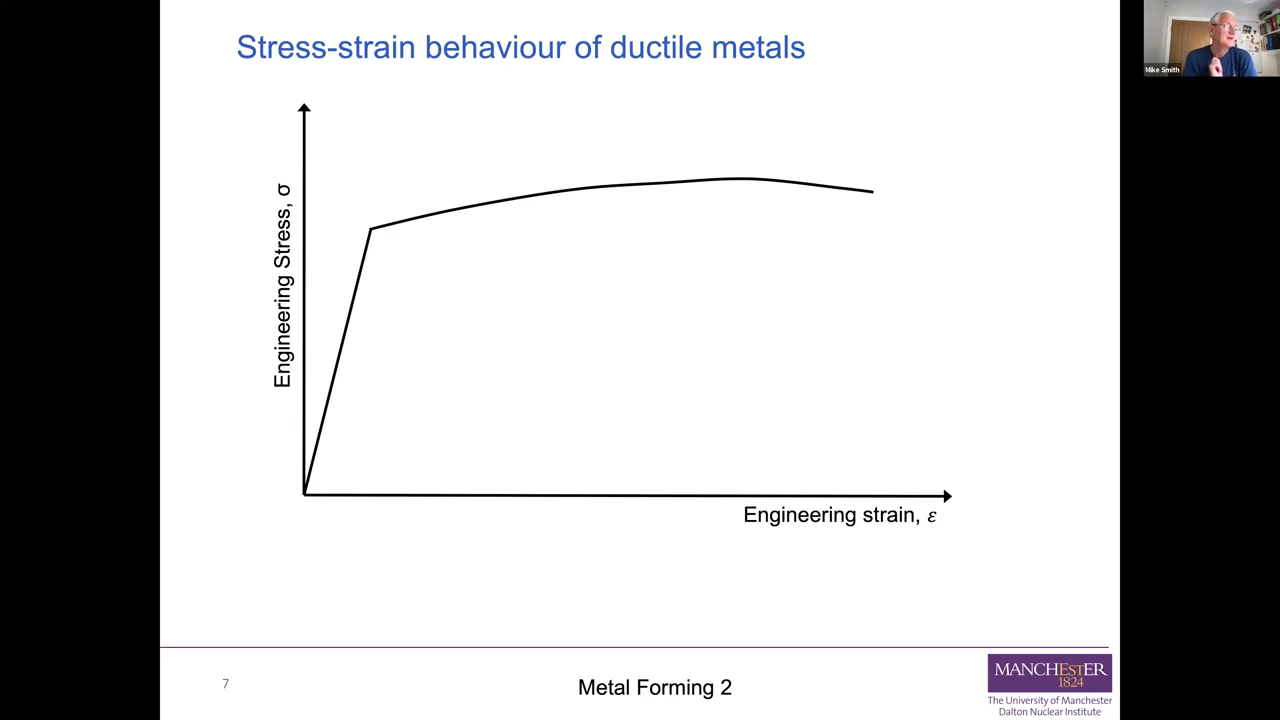 Stress-strain behaviour of ductile metals
Mike Smith
Engineering Stress, σ
Engineering strain, ε
7
Metal Forming 2
MANCHESTER
1824
The University of Manchester
Dalton Nuclear Institute